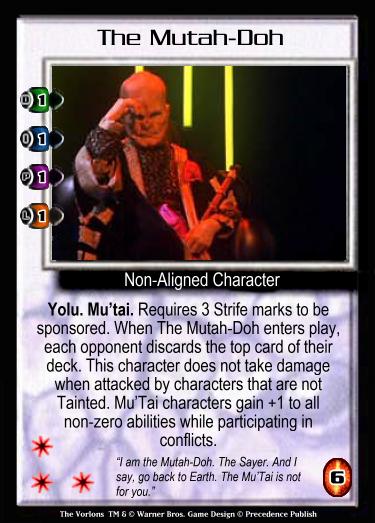 The Mutah-Doh
D 1
I 1
P 1
L 1
Non-Aligned Character
Yolu. Mu'tai. Requires 3 Strife marks to be
sponsored. When The Mutah-Doh enters play,
each opponent discards the top card of their
deck. This character does not take damage
when attacked by characters that are not
Tainted. Mu'Tai characters gain +1 to all
non-zero abilities while participating in
conflicts.
"I am the Mutah-Doh. The Sayer. And I
say, go back to Earth. The Mu'Tai is not
for you."
6
The Vorlons TM & © Warner Bros. Game Design © Precedence Publish